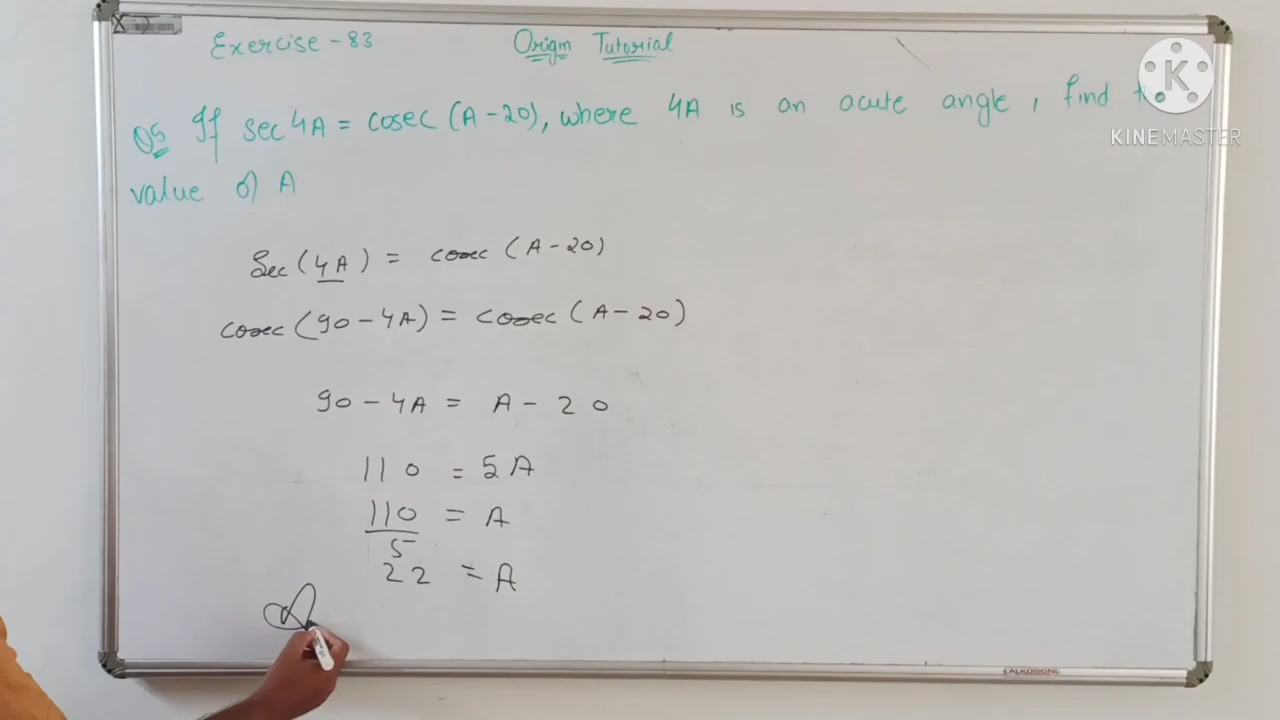 Exercise - 83
Origin Tutorial
K
KINEMASTER
Q5 If sec 4A = cosec (A - 20), where 4A is an acute angle, find
value of A
Sec (4A) = cosec (A - 20)
cosec (90 - 4A) = cosec (A - 20)
90 - 4A = A - 20
110 = 5A
110 = A
5
22 = A